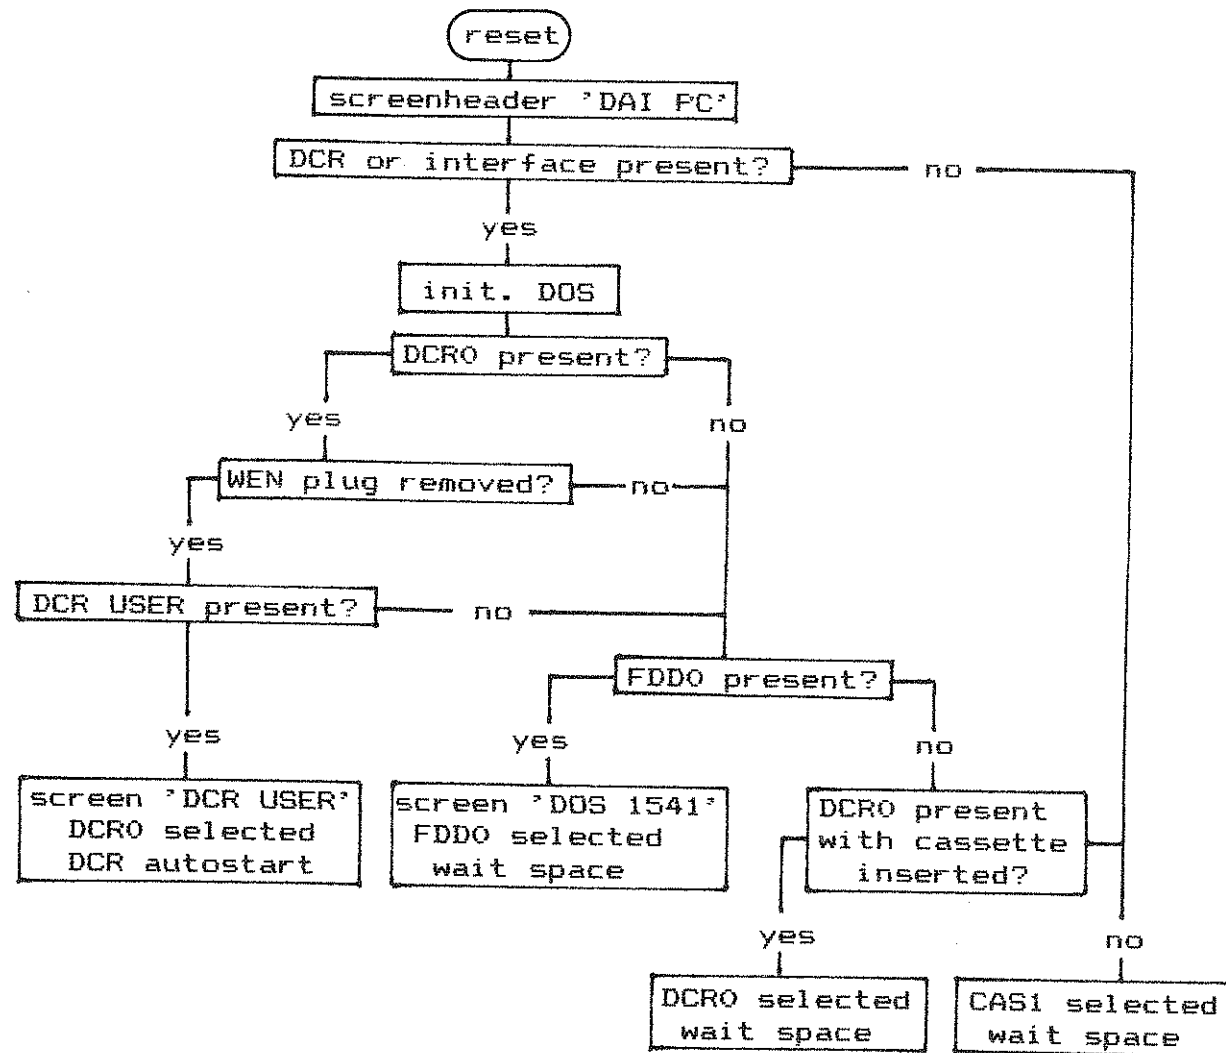 reset
screenheader 'DAI PC'
DCR or interface present?
no
yes
init. DOS
DCR0 present?
yes
no
WEN plug removed?
no
yes
DCR USER present?
no
FDD0 present?
yes
yes
no
screen 'DCR USER'
DCR0 selected
DCR autostart
screen 'DOS 1541'
FDD0 selected
wait space
DCR0 present
with cassette
inserted?
yes
no
DCR0 selected
wait space
CAS1 selected
wait space